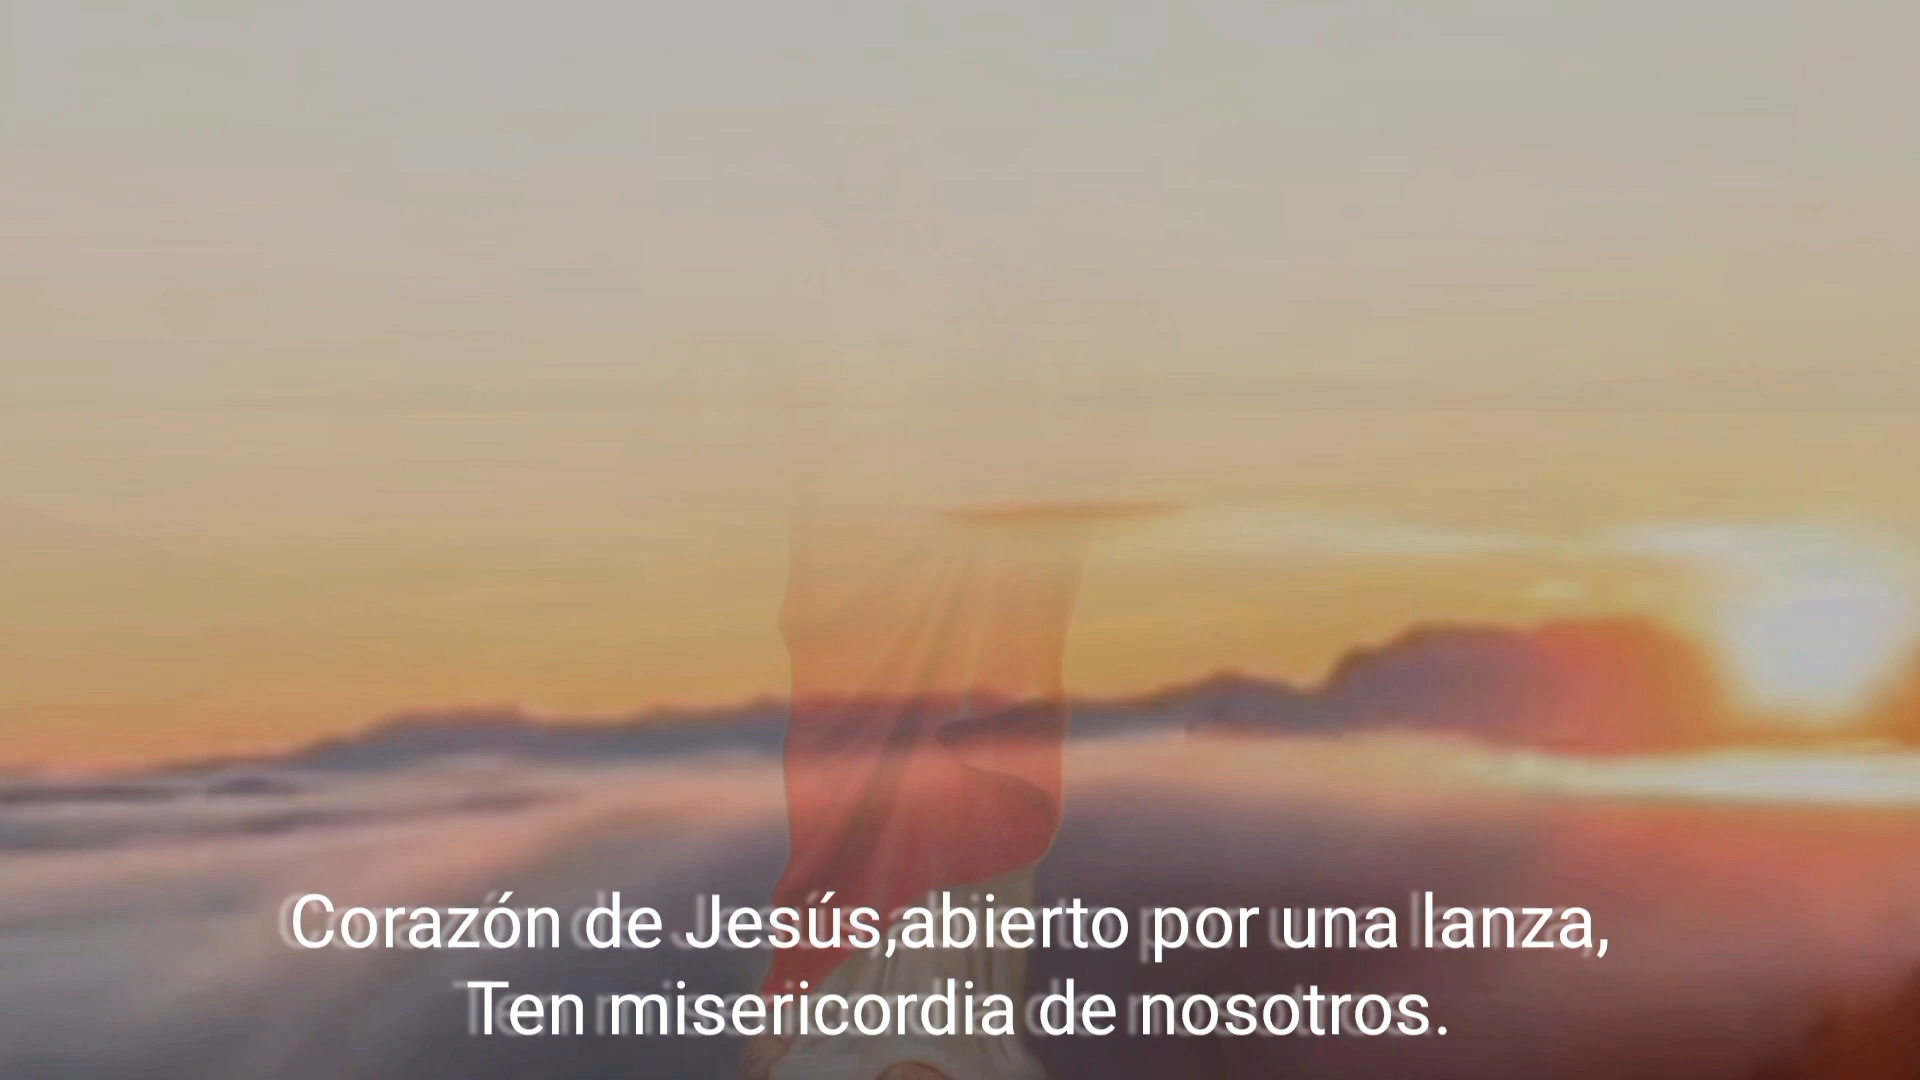 Corazón de Jesús,abierto por una lanza,
Ten misericordia de nosotros.